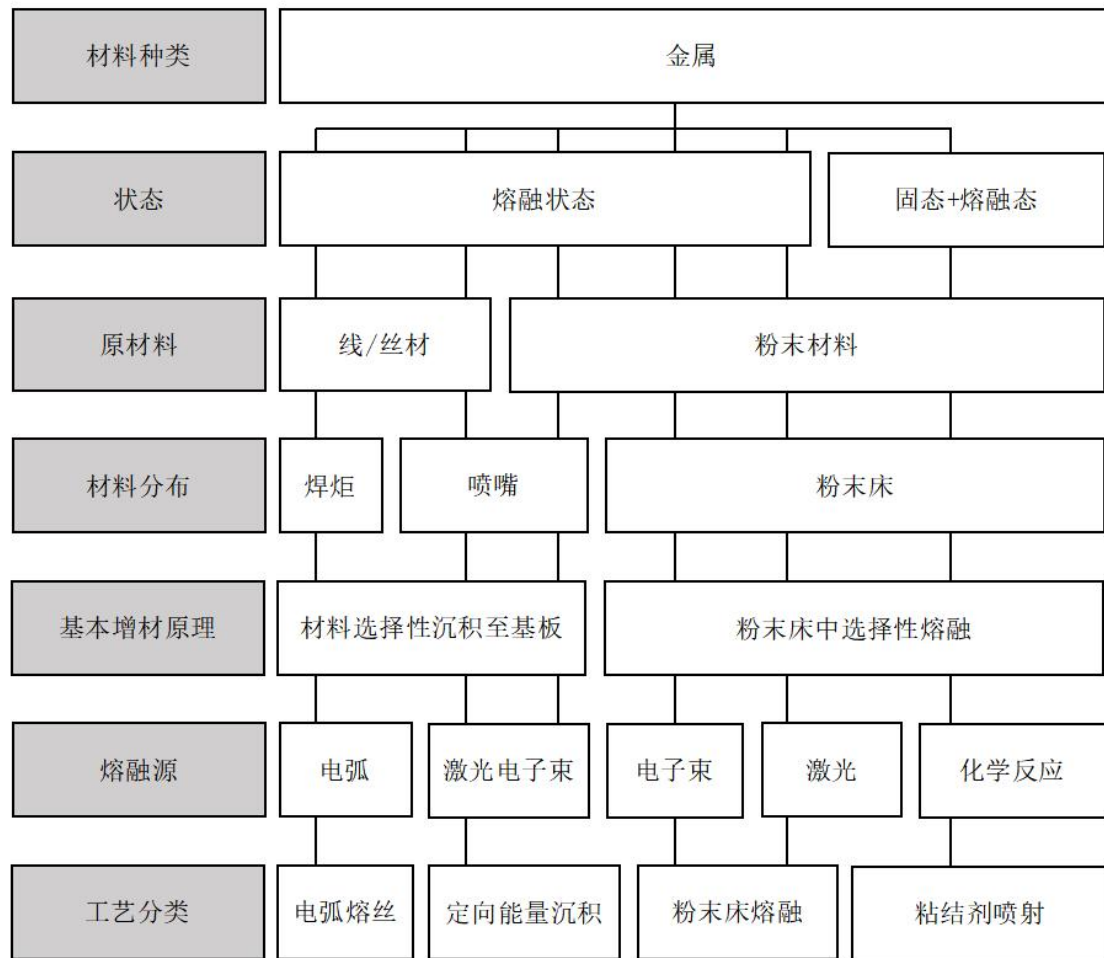 材料种类
金属
状态
熔融状态
固态+熔融态
原材料
线/丝材
粉末材料
材料分布
焊炬
喷嘴
粉末床
基本增材原理
材料选择性沉积至基板
粉末床中选择性熔融
熔融源
电弧
激光电子束
电子束
激光
化学反应
工艺分类
电弧熔丝
定向能量沉积
粉末床熔融
粘结剂喷射